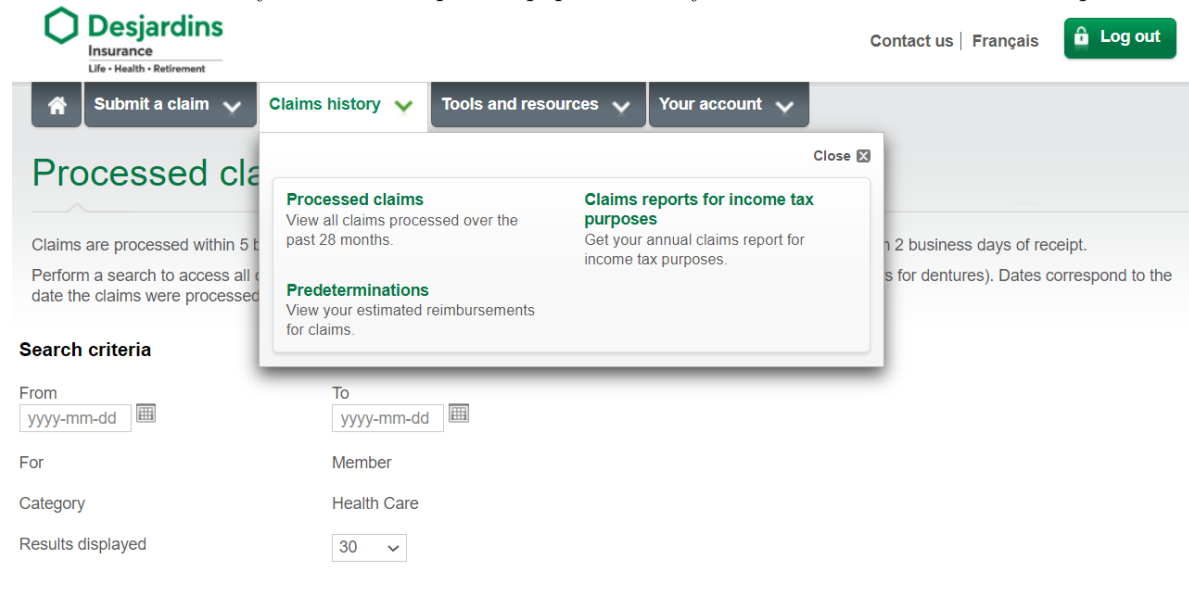 Desjardins
Insurance
Life • Health • Retirement
Contact us | Français
Log out
Submit a claim
Claims history
Tools and resources
Your account
Close
Processed cla
Processed claims
View all claims processed over the
past 28 months.
Claims reports for income tax
purposes
Get your annual claims report for
income tax purposes.
Predeterminations
View your estimated reimbursements
for claims.
Claims are processed within 5 b
2 business days of receipt.
Perform a search to access all
s for dentures). Dates correspond to the
date the claims were processed
Search criteria
From
To
yyyy-mm-dd
yyyy-mm-dd
For
Member
Category
Health Care
Results displayed
30